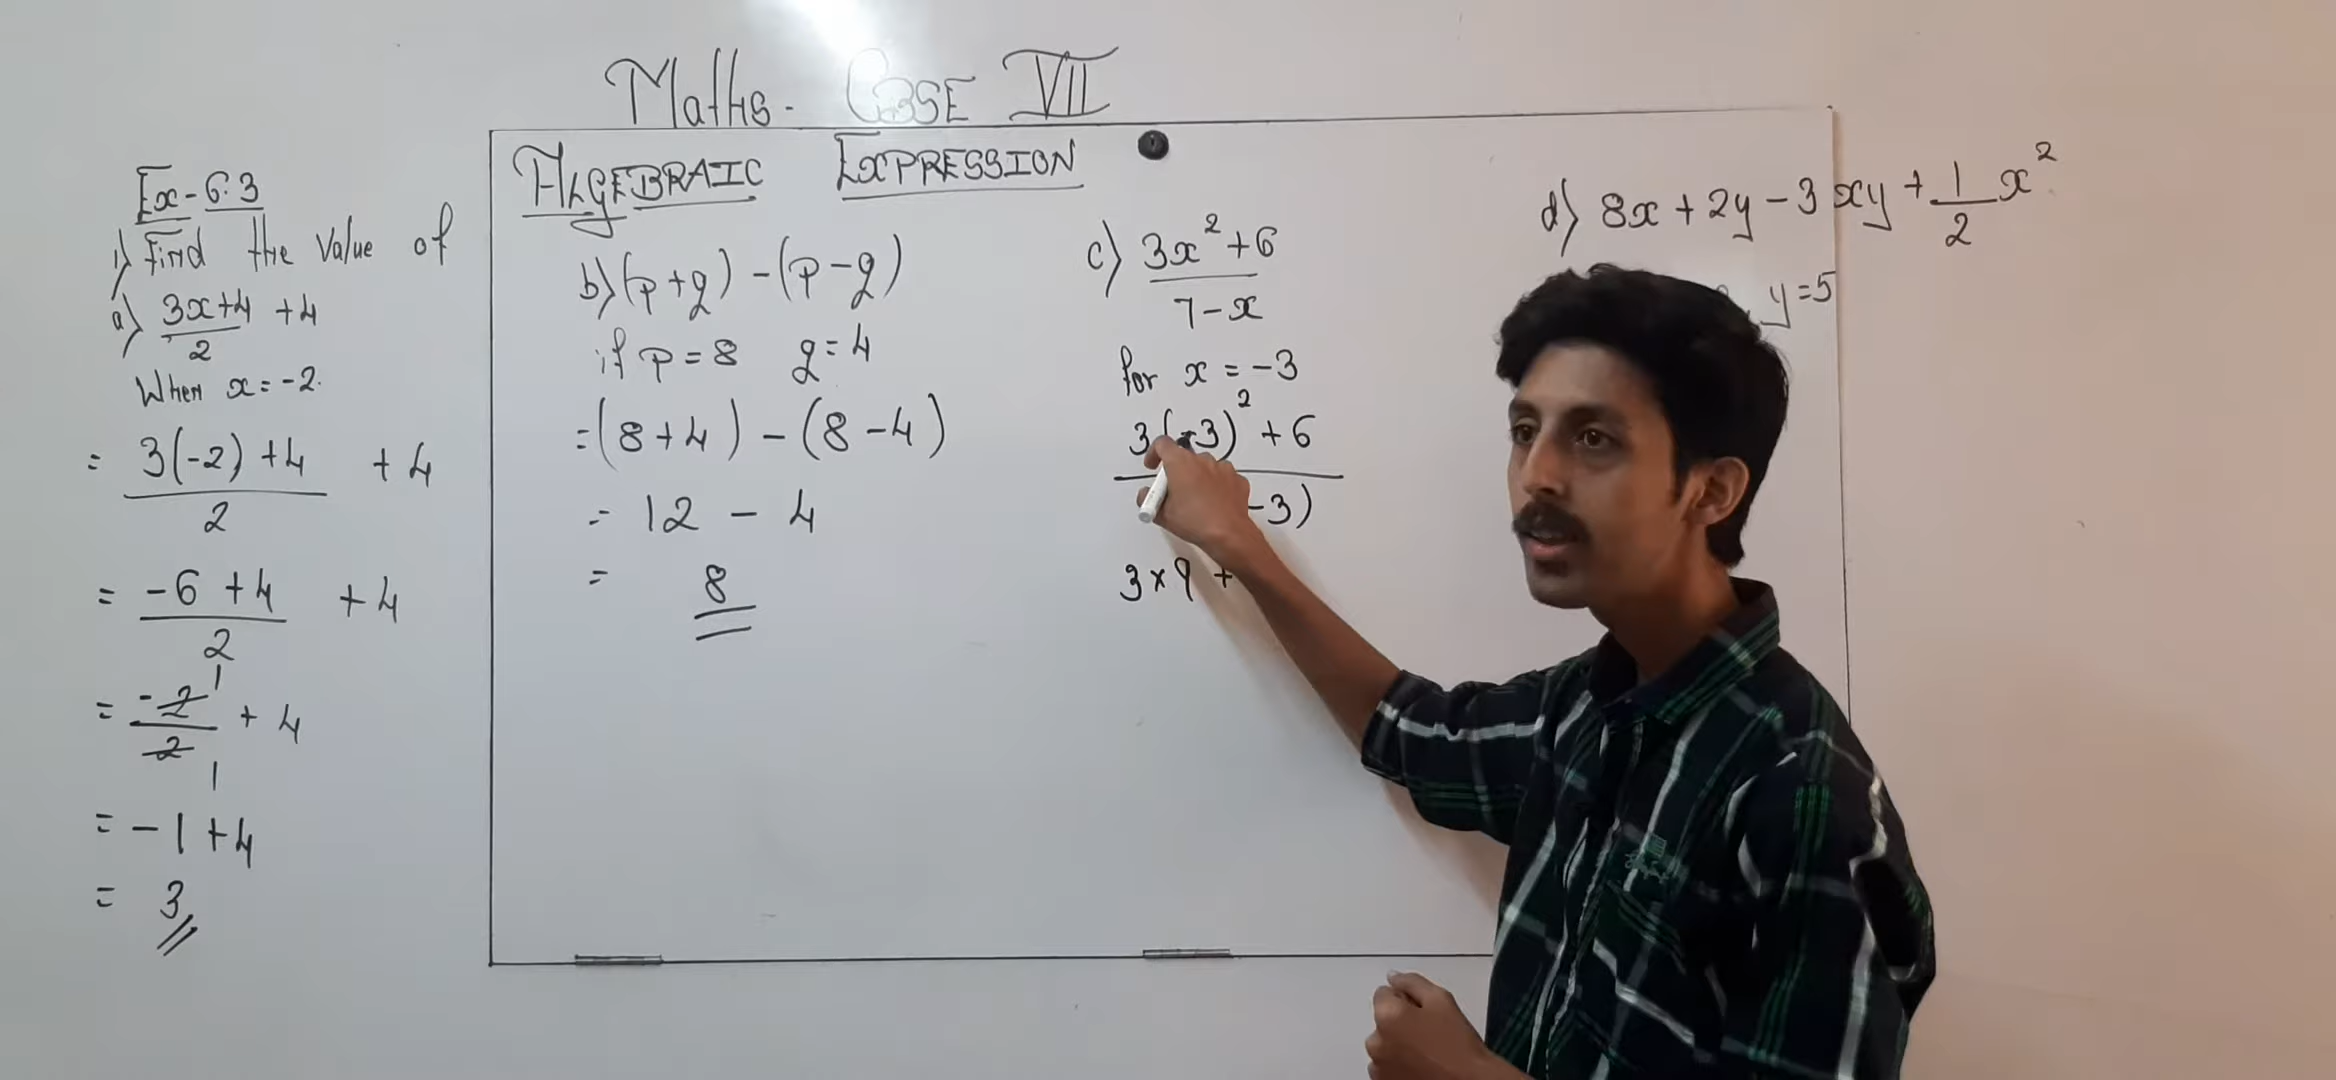 Maths - CBSE VII
ALGEBRAIC EXPRESSION
Ex-6.3
1) Find the value of
a) (3x+4)/2 + 4
When x = -2.
= (3(-2) + 4)/2 + 4
= (-6 + 4)/2 + 4
= -2/2 + 4
1
1
= -1 + 4
= 3
b) (p+q) - (p-q)
if p = 8 q = 4
= (8+4) - (8-4)
= 12 - 4
= 8
c) (3x² + 6)/(7-x)
for x = -3
3(-3)² + 6
-3)
3 × 9 +
d) 8x + 2y - 3xy + 1/2 x²
y = 5